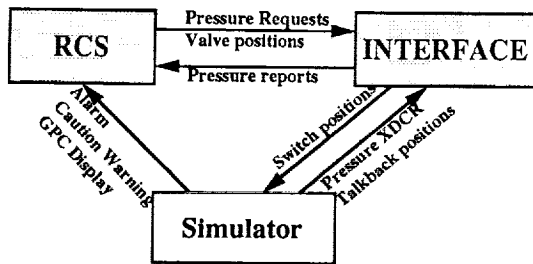 RCS
Pressure Requests
Valve positions
Pressure reports
INTERFACE
Alarm
Caution Warning
GPC Display
Switch positions
Pressure XDCR
Talkback positions
Simulator